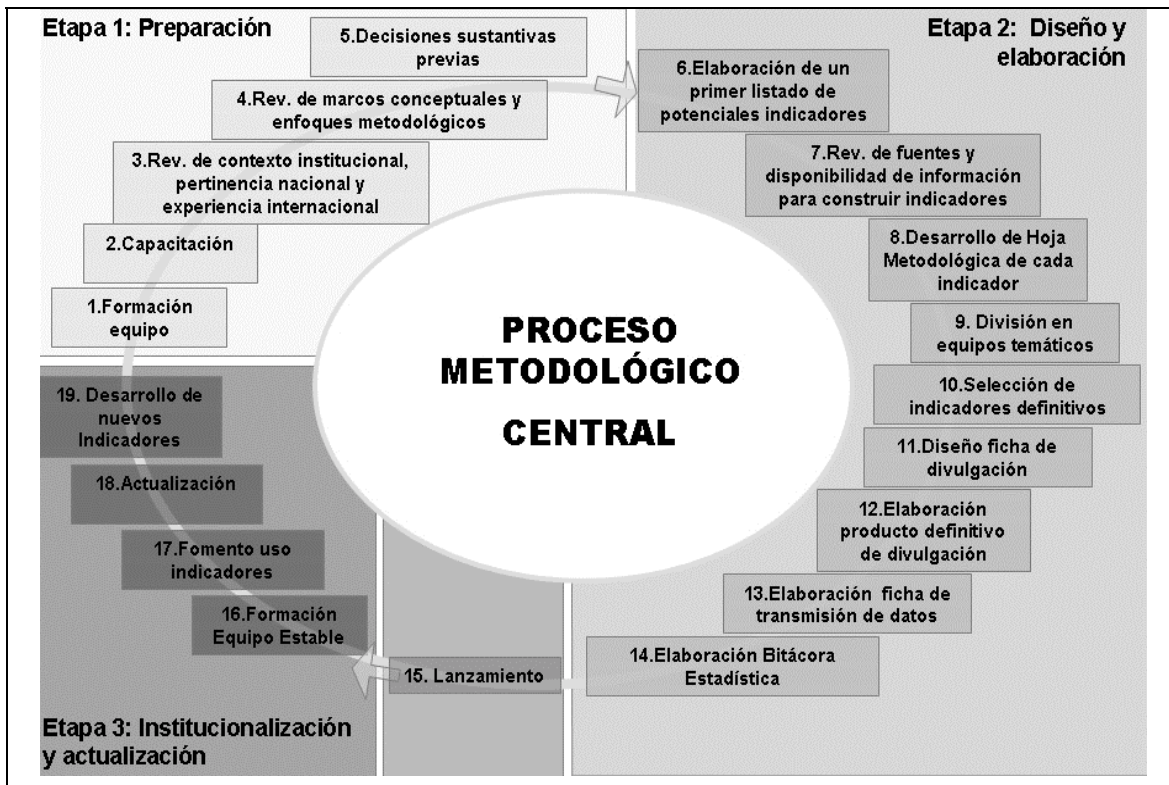 Etapa 1: Preparación
1.Formación
equipo
2.Capacitación
3.Rev. de contexto institucional,
pertinencia nacional y
experiencia internacional
4.Rev. de marcos conceptuales y
enfoques metodológicos
5.Decisiones sustantivas
previas
Etapa 2: Diseño y
elaboración
6.Elaboración de un
primer listado de
potenciales indicadores
7.Rev. de fuentes y
disponibilidad de información
para construir indicadores
8.Desarrollo de Hoja
Metodológica de cada
indicador
9. División en
equipos temáticos
10.Selección de
indicadores definitivos
11.Diseño ficha de
divulgación
12.Elaboración
producto definitivo
de divulgación
13.Elaboración ficha de
transmisión de datos
14.Elaboración Bitácora
Estadística
15. Lanzamiento
16.Formación
Equipo Estable
17.Fomento uso
indicadores
18.Actualización
19. Desarrollo de
nuevos
Indicadores
Etapa 3: Institucionalización
y actualización
PROCESO
METODOLÓGICO
CENTRAL